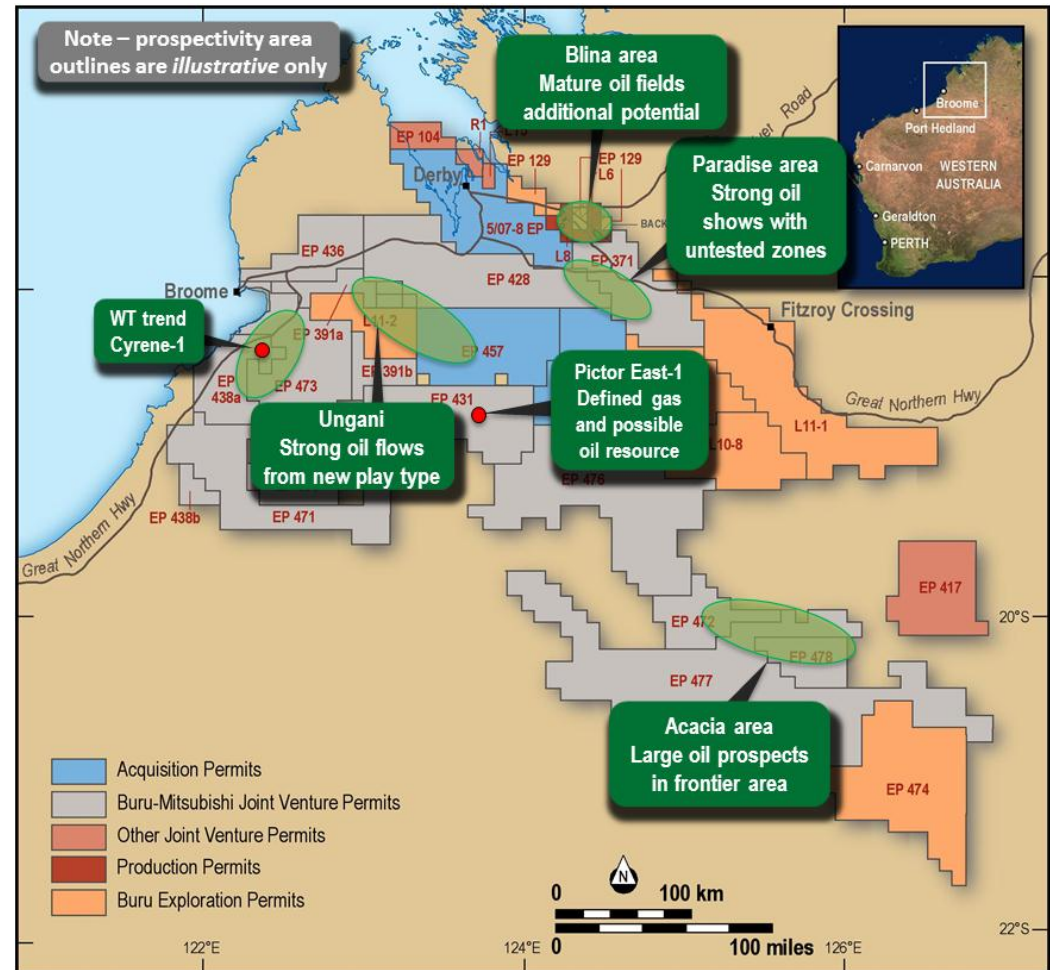 Note – prospectivity area
outlines are illustrative only
Blina area
Mature oil fields
additional potential
Broome
Port Hedland
Carnarvon
WESTERN
AUSTRALIA
Geraldton
PERTH
Road
EP 104
R1
EP 129
EP 129
L6
Derby
Paradise area
Strong oil
shows with
untested zones
5/07-8 EP
BACK
L8
EP 371
EP 436
EP 428
Broome
Fitzroy Crossing
WT trend
Cyrene-1
EP 391a
L11-2
EP 457
EP
438a
EP 473
EP 391b
EP 431
Pictor East-1
Defined gas
and possible
oil resource
Great Northern Hwy
Ungani
Strong oil flows
from new play type
L10-8
L11-1
EP 476
EP 438b
EP 471
Great Northern Hwy
EP 417
20°S
EP 472
EP 478
EP 477
Acacia area
Large oil prospects
in frontier area
EP 474
Acquisition Permits
Buru-Mitsubishi Joint Venture Permits
Other Joint Venture Permits
Production Permits
Buru Exploration Permits
N
0 100 km
0 100 miles
22°S
122°E 124°E 126°E